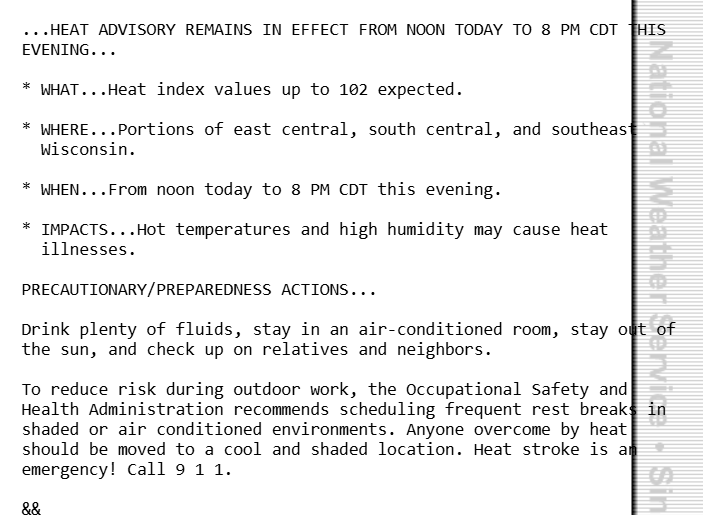 ...HEAT ADVISORY REMAINS IN EFFECT FROM NOON TODAY TO 8 PM CDT THIS
EVENING...
* WHAT...Heat index values up to 102 expected.
* WHERE...Portions of east central, south central, and southeast
Wisconsin.
* WHEN...From noon today to 8 PM CDT this evening.
* IMPACTS...Hot temperatures and high humidity may cause heat
illnesses.
PRECAUTIONARY/PREPAREDNESS ACTIONS...
Drink plenty of fluids, stay in an air-conditioned room, stay out of
the sun, and check up on relatives and neighbors.
To reduce risk during outdoor work, the Occupational Safety and
Health Administration recommends scheduling frequent rest breaks in
shaded or air conditioned environments. Anyone overcome by heat
should be moved to a cool and shaded location. Heat stroke is an
emergency! Call 9 1 1.
&&
National Weather Service • Sin